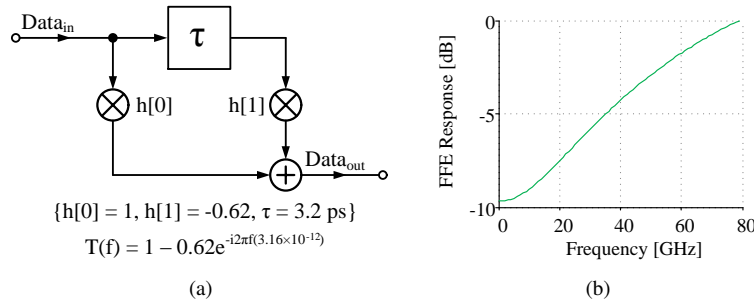 Data_in
τ
h[0]
h[1]
Data_out
{h[0] = 1, h[1] = -0.62, τ = 3.2 ps}
T(f) = 1 – 0.62e^-i2πf(3.16×10^-12)
(a)
FFE Response [dB]
0
-5
-10
0
20
40
60
80
Frequency [GHz]
(b)